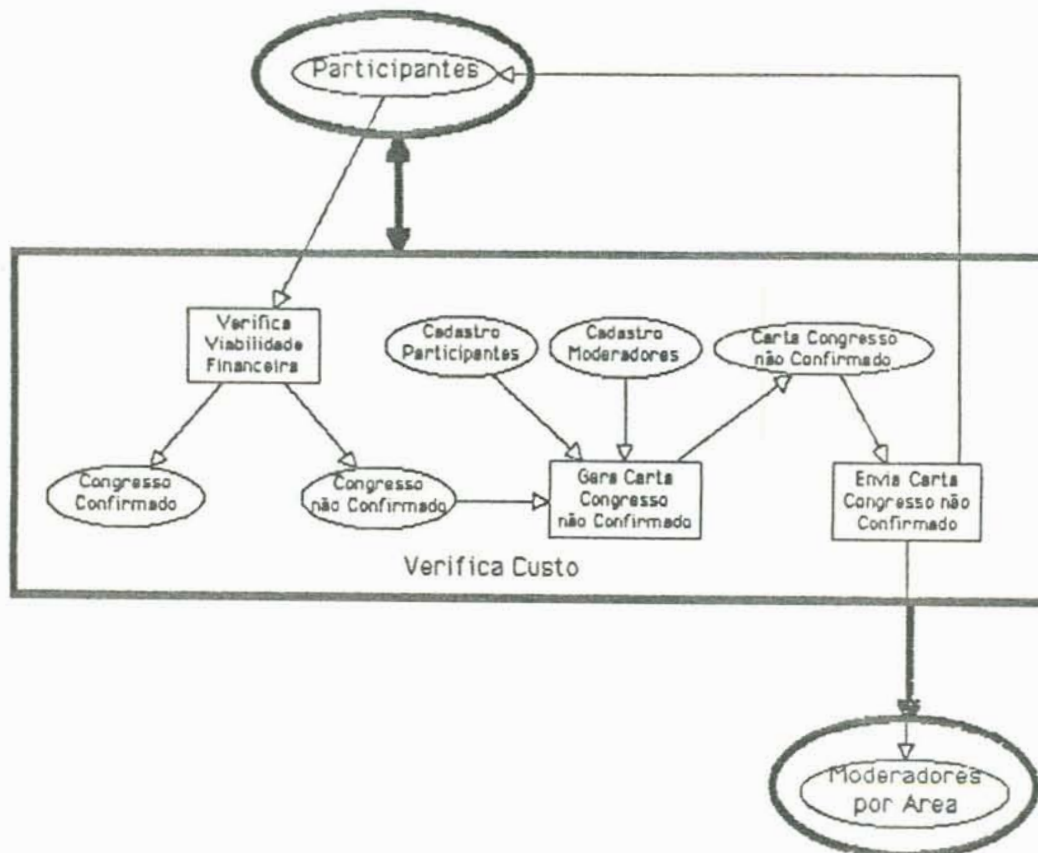 Participantes
Verifica
Viabilidade
Financeira
Cadastro
Participantes
Cadastro
Moderadores
Carta Congresso
não Confirmado
Congresso
Confirmado
Congresso
não Confirmado
Gera Carta
Congresso
não Confirmado
Envia Carta
Congresso não
Confirmado
Verifica Custo
Moderadores
por Area